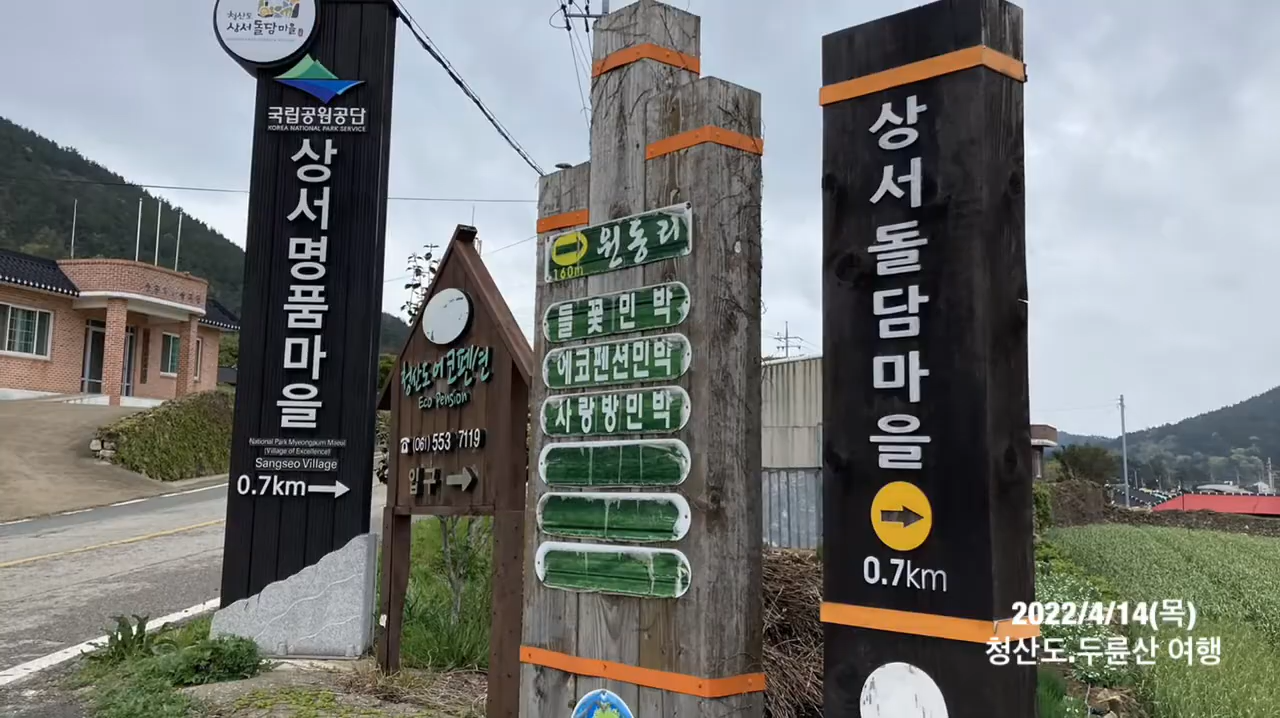 청산도
상서돌담마을
국립공원공단
KOREA NATIONAL PARK SERVICE
상서명품마을
National Park Myeongpum Maeul
(Village of Excellence)
Sangseo Village
0.7km
청산도에코펜션
Eco Pension
(061) 553 7119
입구
160m
원동리
들꽃민박
에코펜션민박
사랑방민박
상서돌담마을
0.7km
2022/4/14(목)
청산도.두륜산 여행